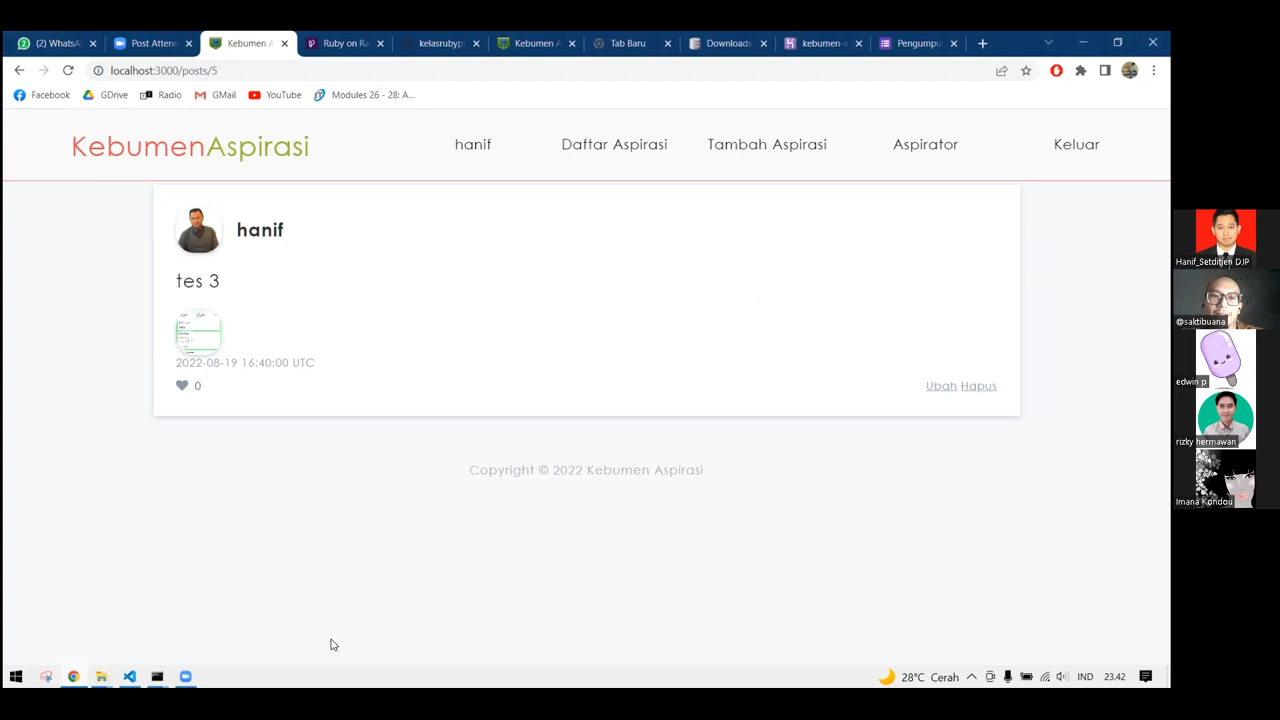 (2) WhatsA
Post Attend
Kebumen A
Ruby on Ra
kelasrubyp
Kebumen A
Tab Baru
Downloads
kebumen-a
Pengumpu
localhost:3000/posts/5
Facebook
GDrive
Radio
GMail
YouTube
Modules 26 - 28: A...
KebumenAspirasi
hanif
Daftar Aspirasi
Tambah Aspirasi
Aspirator
Keluar
hanif
tes 3
2022-08-19 16:40:00 UTC
0
Ubah Hapus
Copyright © 2022 Kebumen Aspirasi
Hanif_Setditjen DJP
@saktibuana
edwin p
rizky hermawan
Imana Kondou
28°C Cerah
IND
23.42